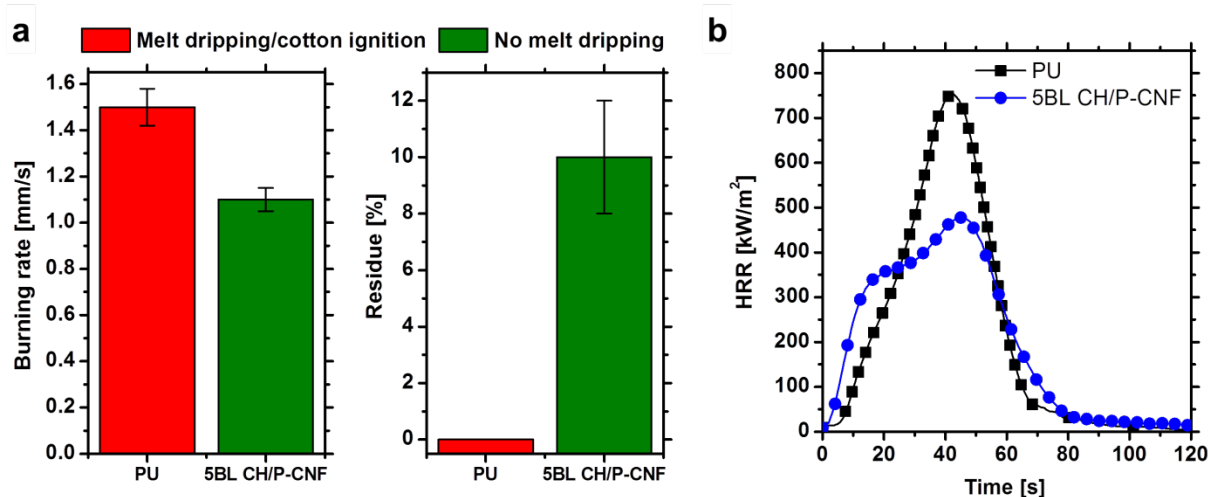 a
Melt dripping/cotton ignition
No melt dripping
Burning rate [mm/s]
1.6
1.4
1.2
1.0
0.8
0.6
0.4
0.2
0.0
PU
5BL CH/P-CNF
Residue [%]
12
10
8
6
4
2
0
PU
5BL CH/P-CNF
b
PU
5BL CH/P-CNF
HRR [kW/m²]
800
700
600
500
400
300
200
100
0
0
20
40
60
80
100
120
Time [s]